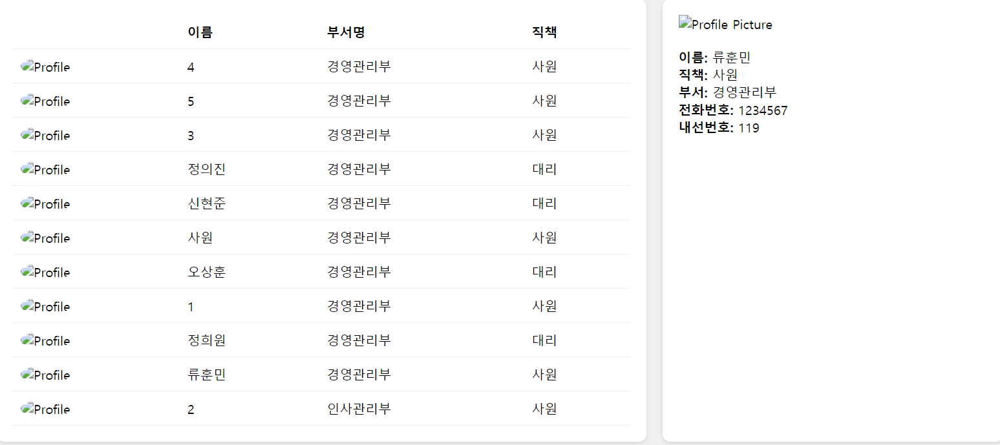 이름 부서명 직책
Profile 4 경영관리부 사원
Profile 5 경영관리부 사원
Profile 3 경영관리부 사원
Profile 정의진 경영관리부 대리
Profile 신현준 경영관리부 대리
Profile 사원 경영관리부 사원
Profile 오상훈 경영관리부 대리
Profile 1 경영관리부 사원
Profile 정희원 경영관리부 대리
Profile 류훈민 경영관리부 사원
Profile 2 인사관리부 사원
Profile Picture
이름: 류훈민
직책: 사원
부서: 경영관리부
전화번호: 1234567
내선번호: 119